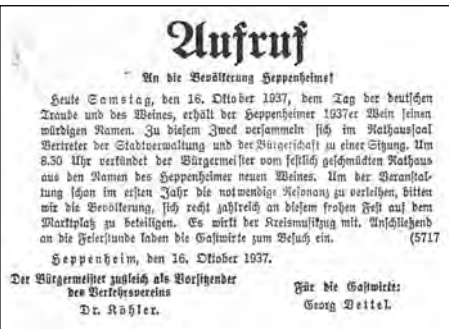 Aufruf
An die Bevölkerung Heppenheims!
Heute Samstag, den 16. Oktober 1937, dem Tag der deutschen
Traube und des Weines, erhält der Heppenheimer 1937er Wein seinen
würdigen Namen. Zu diesem Zweck versammeln sich im Rathaussaal
Vertreter der Stadtverwaltung und der Bürgerschaft zu einer Sitzung. Um
8.30 Uhr verkündet der Bürgermeister vom festlich geschmückten Rathaus
aus den Namen des Heppenheimer neuen Weines. Um der Veranstal-
tung schon im ersten Jahr die notwendige Resonanz zu verleihen, bitten
wir die Bevölkerung, sich recht zahlreich an diesem frohen Fest auf dem
Marktplatz zu beteiligen. Es wirkt der Kreismusikzug mit. Anschließend
an die Feierstunde laden die Gastwirte zum Besuch ein. (5717
Heppenheim, den 16. Oktober 1937.
Der Bürgermeister zugleich als Vorsitzender
des Verkehrsvereins
Dr. Köhler.
Für die Gastwirte:
Georg Vettel.